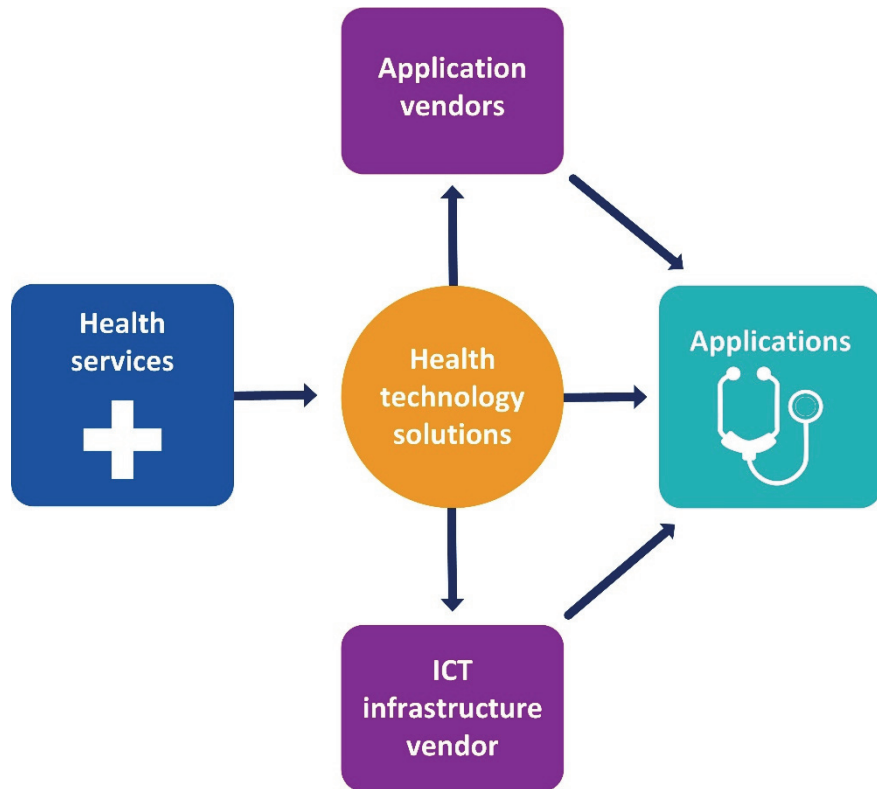 Application
vendors
Health
services
Health
technology
solutions
Applications
ICT
infrastructure
vendor